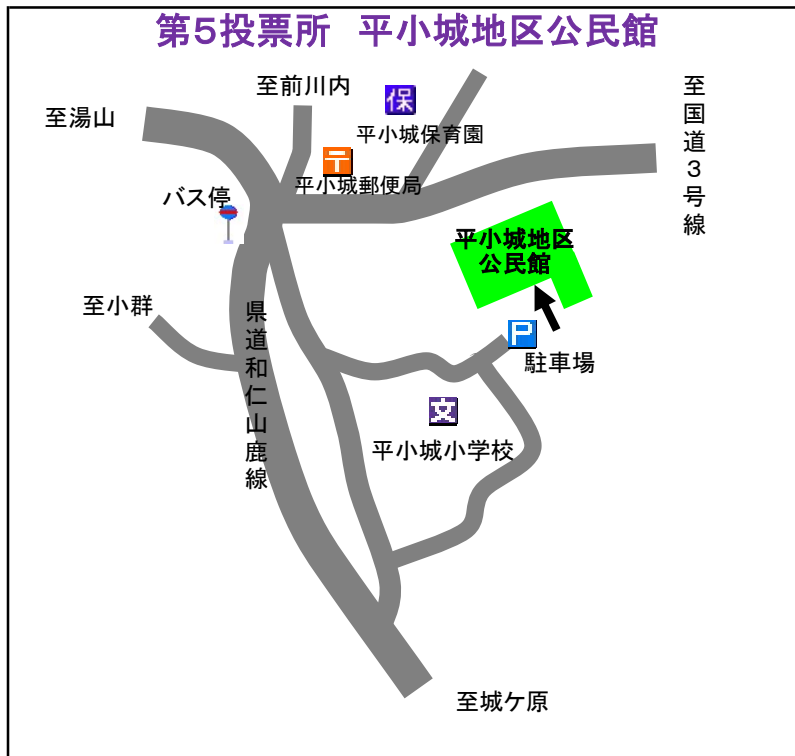 第5投票所　平小城地区公民館
至前川内
至湯山
保
平小城保育園
〒
平小城郵便局
至国道3号線
バス停
平小城地区
公民館
至小群
県道和仁山鹿線
P
駐車場
文
平小城小学校
至城ケ原